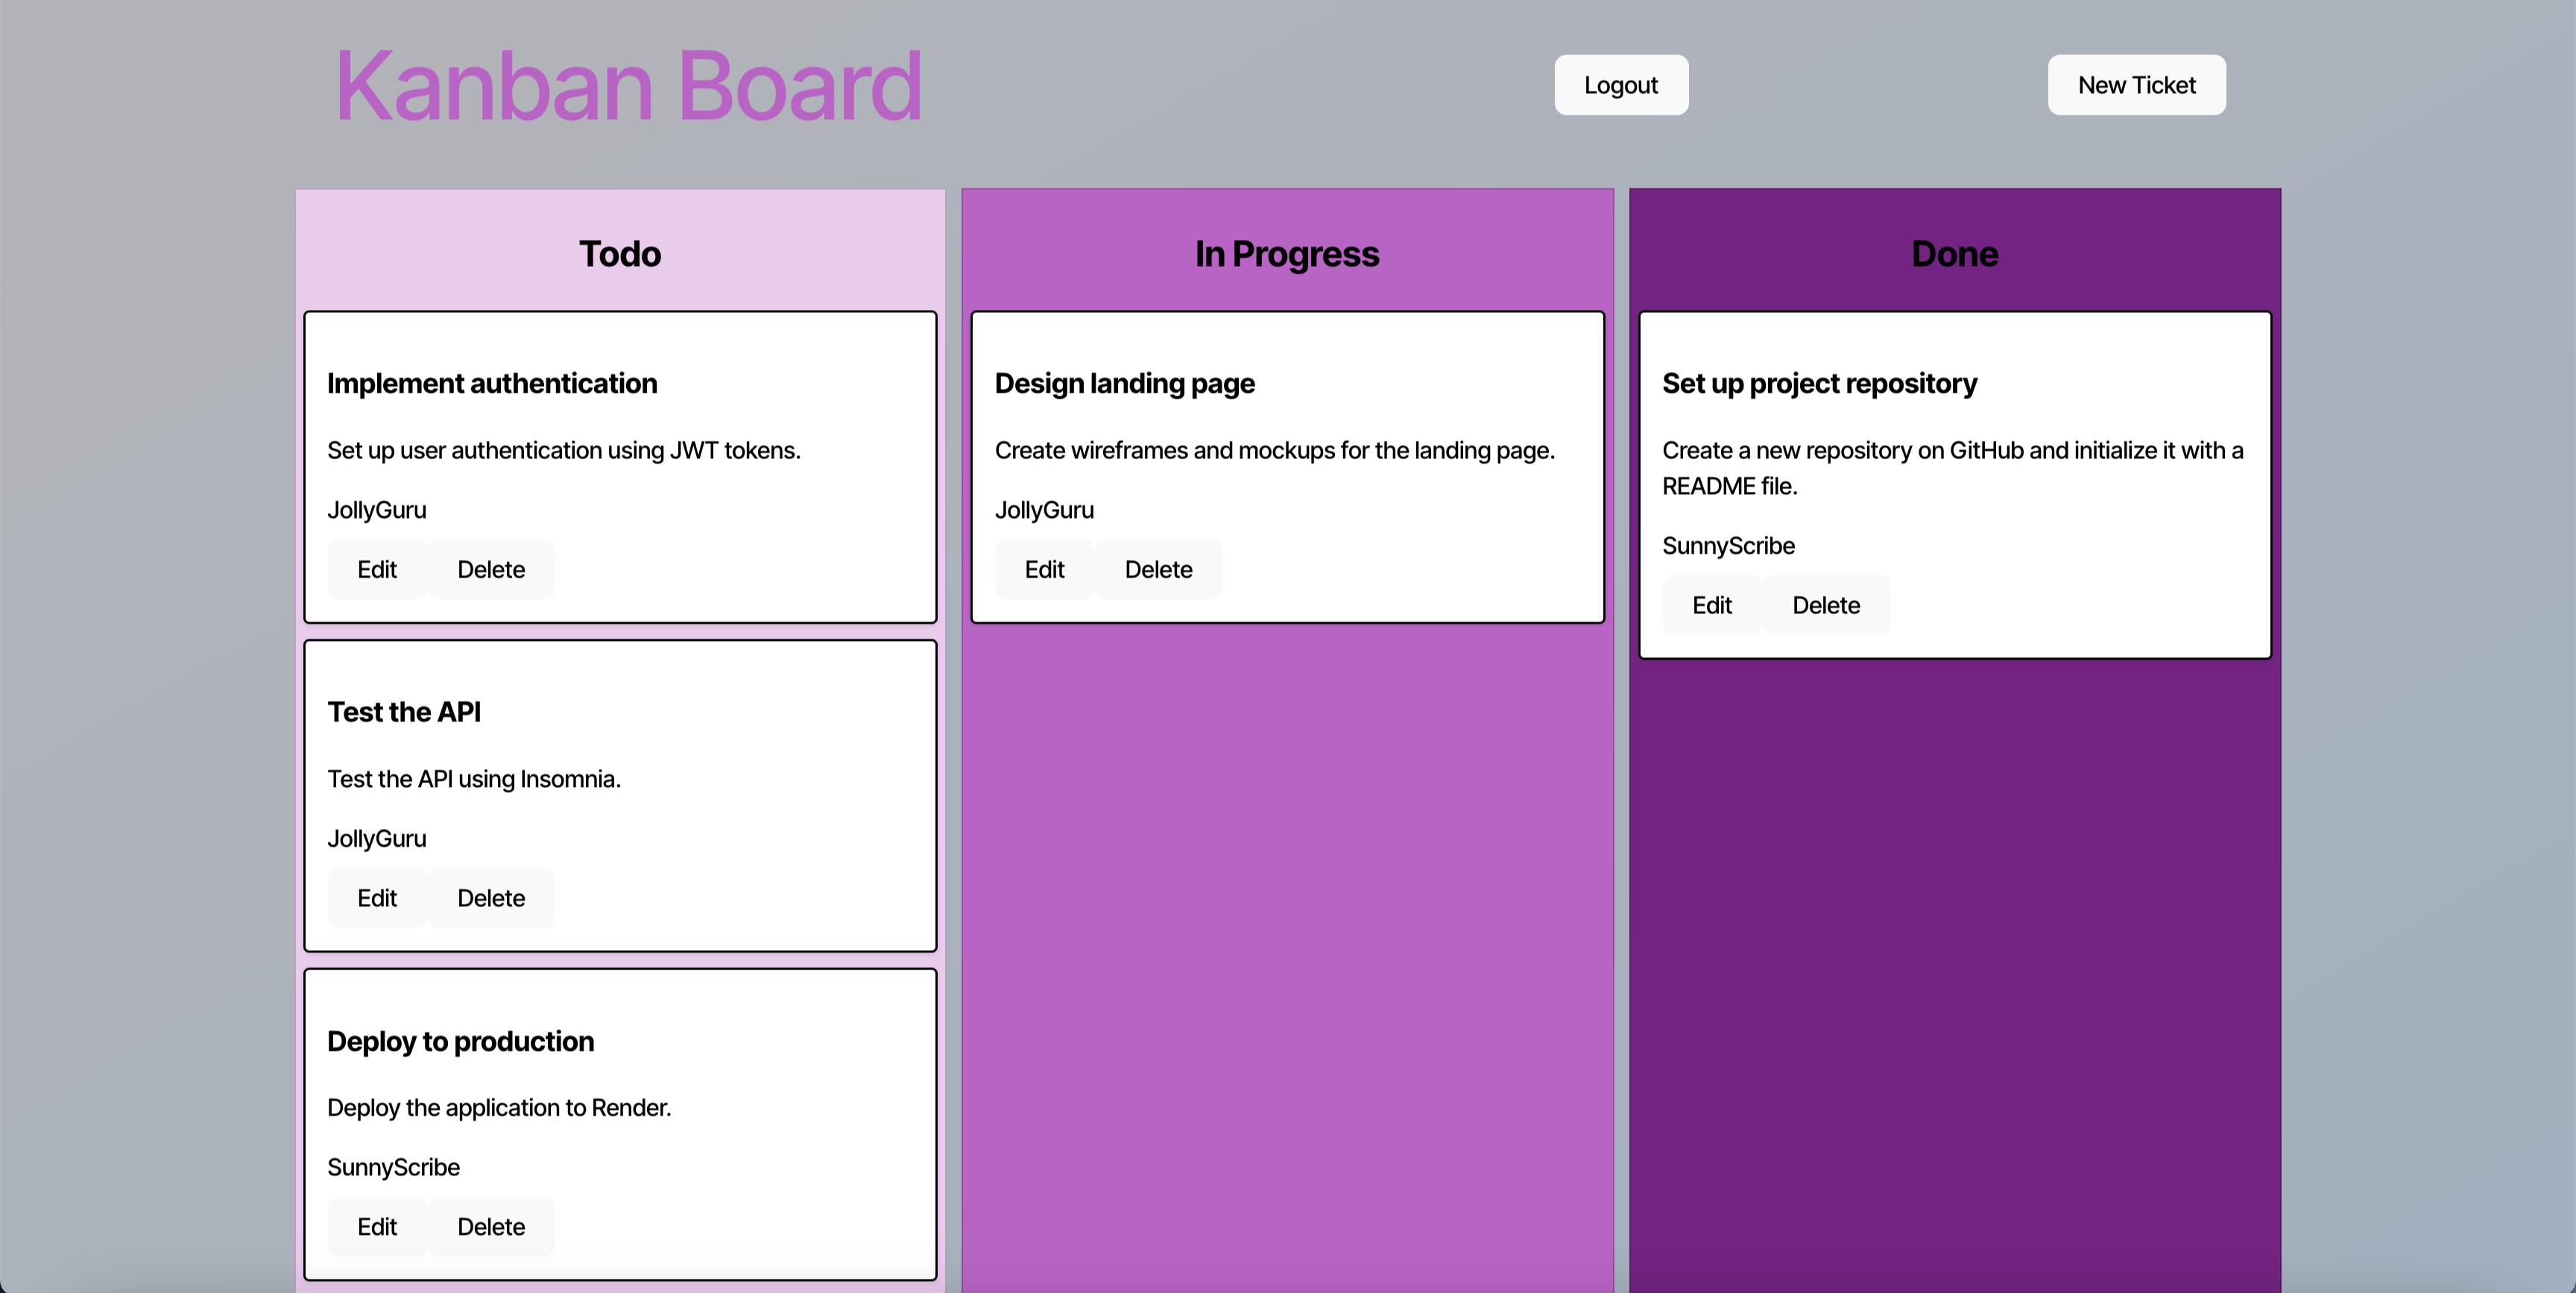 Kanban Board
Logout
New Ticket
Todo
Implement authentication
Set up user authentication using JWT tokens.
JollyGuru
Edit
Delete
Test the API
Test the API using Insomnia.
JollyGuru
Edit
Delete
Deploy to production
Deploy the application to Render.
SunnyScribe
Edit
Delete
In Progress
Design landing page
Create wireframes and mockups for the landing page.
JollyGuru
Edit
Delete
Done
Set up project repository
Create a new repository on GitHub and initialize it with a
README file.
SunnyScribe
Edit
Delete